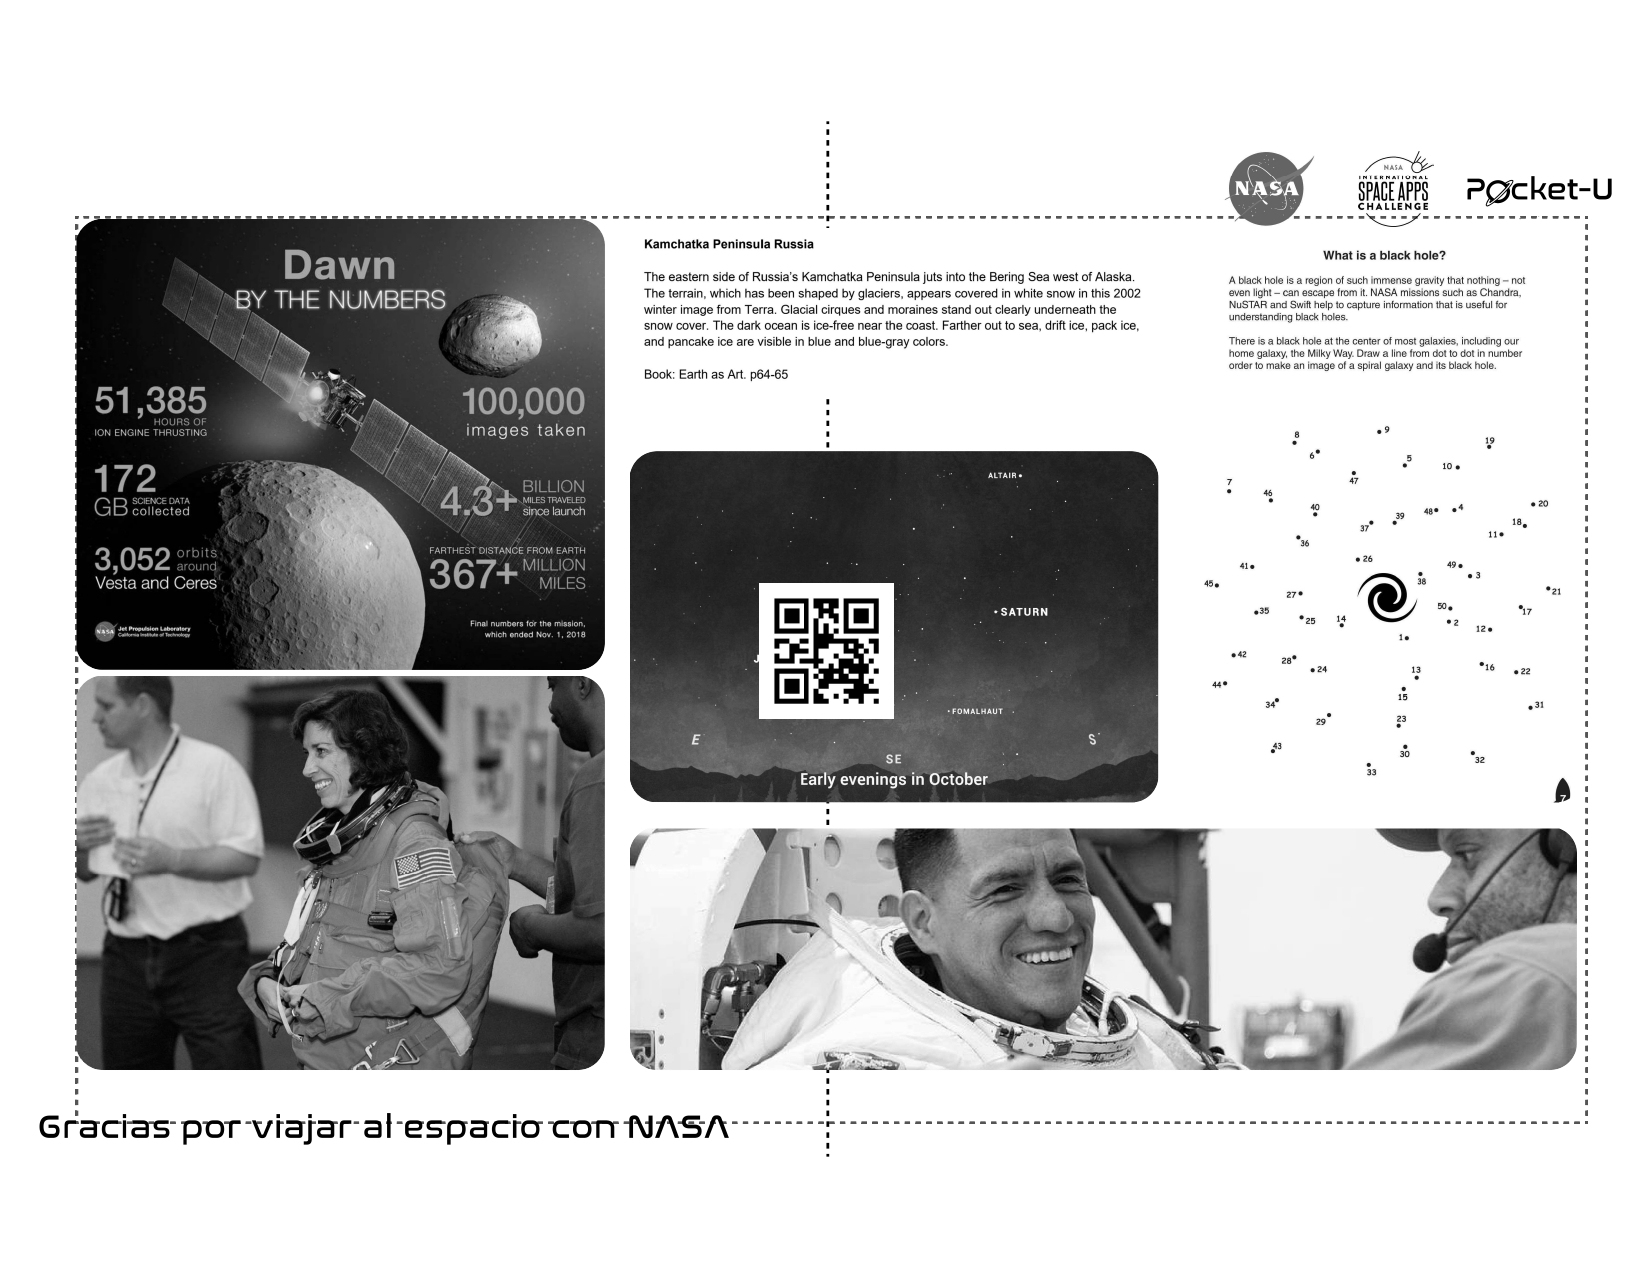 NASA
NASA
INTERNATIONAL
SPACE APPS
CHALLENGE
Pocket-U
Dawn
BY THE NUMBERS
51,385
HOURS OF
ION ENGINE THRUSTING
100,000
images taken
172
GB SCIENCE DATA
collected
4.3+ BILLION
MILES TRAVELED
since launch
3,052 orbits
around
Vesta and Ceres
FARTHEST DISTANCE FROM EARTH
367+ MILLION
MILES
NASA
Jet Propulsion Laboratory
California Institute of Technology
Final numbers for the mission,
which ended Nov. 1, 2018
Kamchatka Peninsula Russia
The eastern side of Russia’s Kamchatka Peninsula juts into the Bering Sea west of Alaska.
The terrain, which has been shaped by glaciers, appears covered in white snow in this 2002
winter image from Terra. Glacial cirques and moraines stand out clearly underneath the
snow cover. The dark ocean is ice-free near the coast. Farther out to sea, drift ice, pack ice,
and pancake ice are visible in blue and blue-gray colors.
Book: Earth as Art. p64-65
ALTAIR
SATURN
FOMALHAUT
E
SE
S
Early evenings in October
What is a black hole?
A black hole is a region of such immense gravity that nothing – not
even light – can escape from it. NASA missions such as Chandra,
NuSTAR and Swift help to capture information that is useful for
understanding black holes.
There is a black hole at the center of most galaxies, including our
home galaxy, the Milky Way. Draw a line from dot to dot in number
order to make an image of a spiral galaxy and its black hole.
8
9
19
6
5
10
47
7
46
40
39
48
4
20
37
18
36
11
26
41
49
3
38
45
27
21
35
50
17
25
14
2
12
1
42
28
24
13
16
22
44
34
15
31
29
23
43
30
32
33
7
Gracias por viajar al espacio con NASA